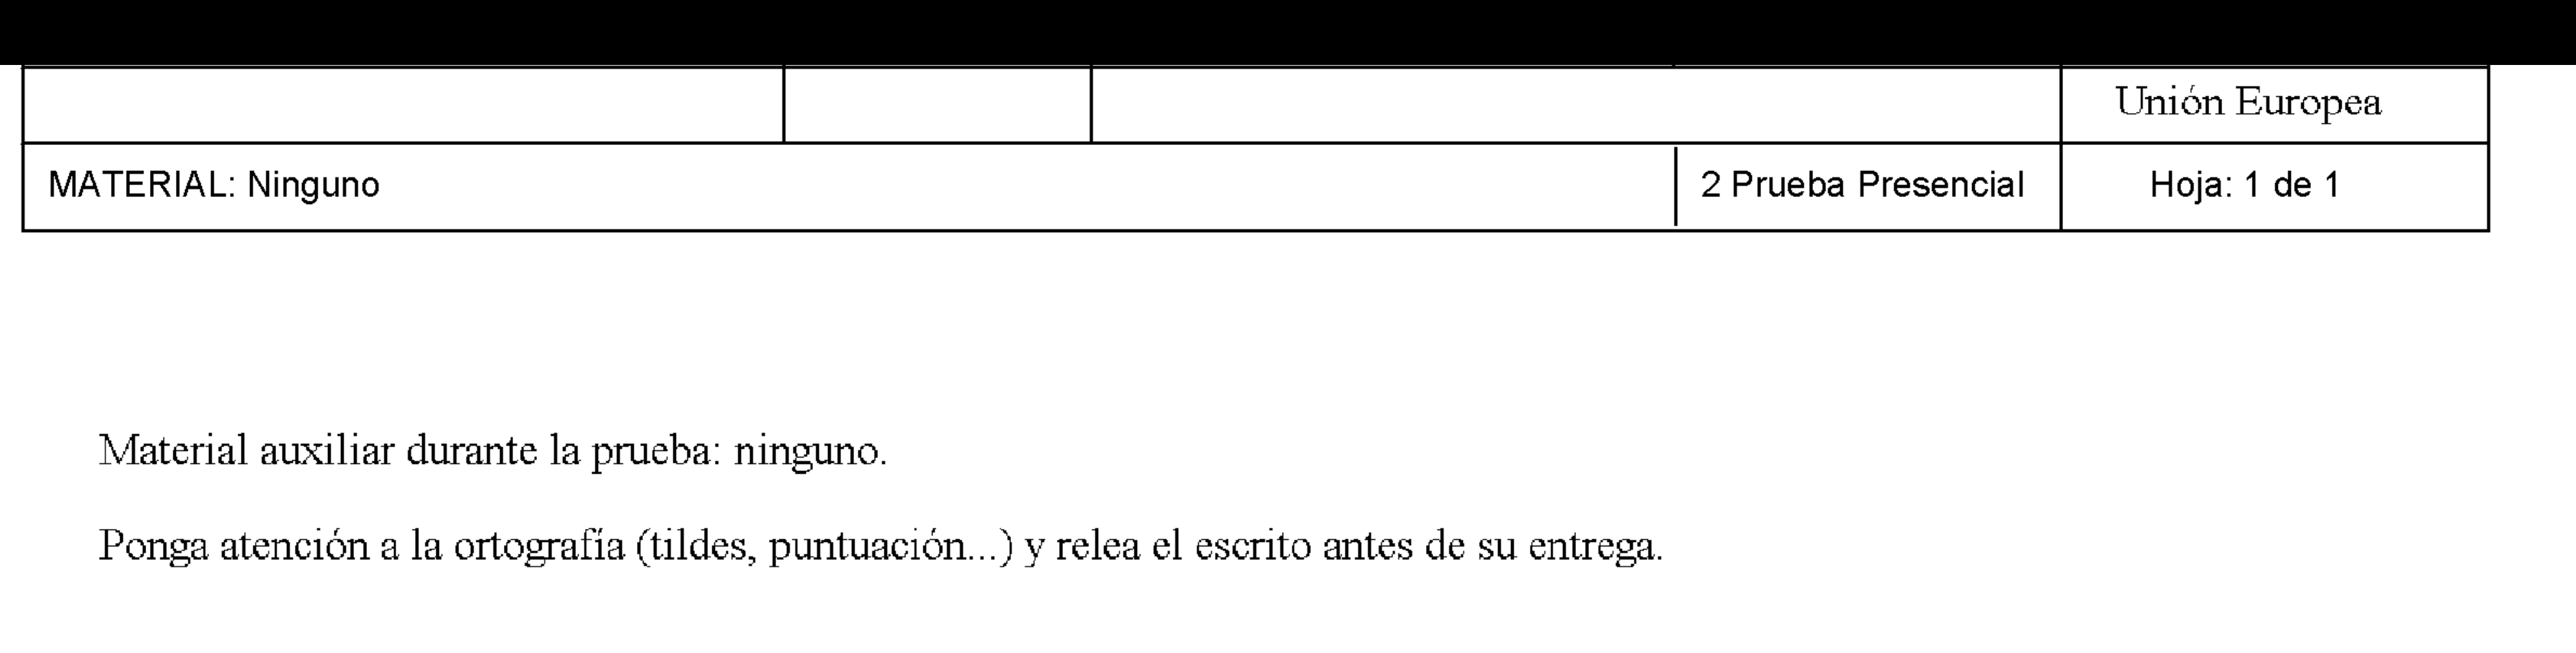 Unión Europea
MATERIAL: Ninguno 2 Prueba Presencial Hoja: 1 de 1
Material auxiliar durante la prueba: ninguno.
Ponga atención a la ortografía (tildes, puntuación...) y relea el escrito antes de su entrega.